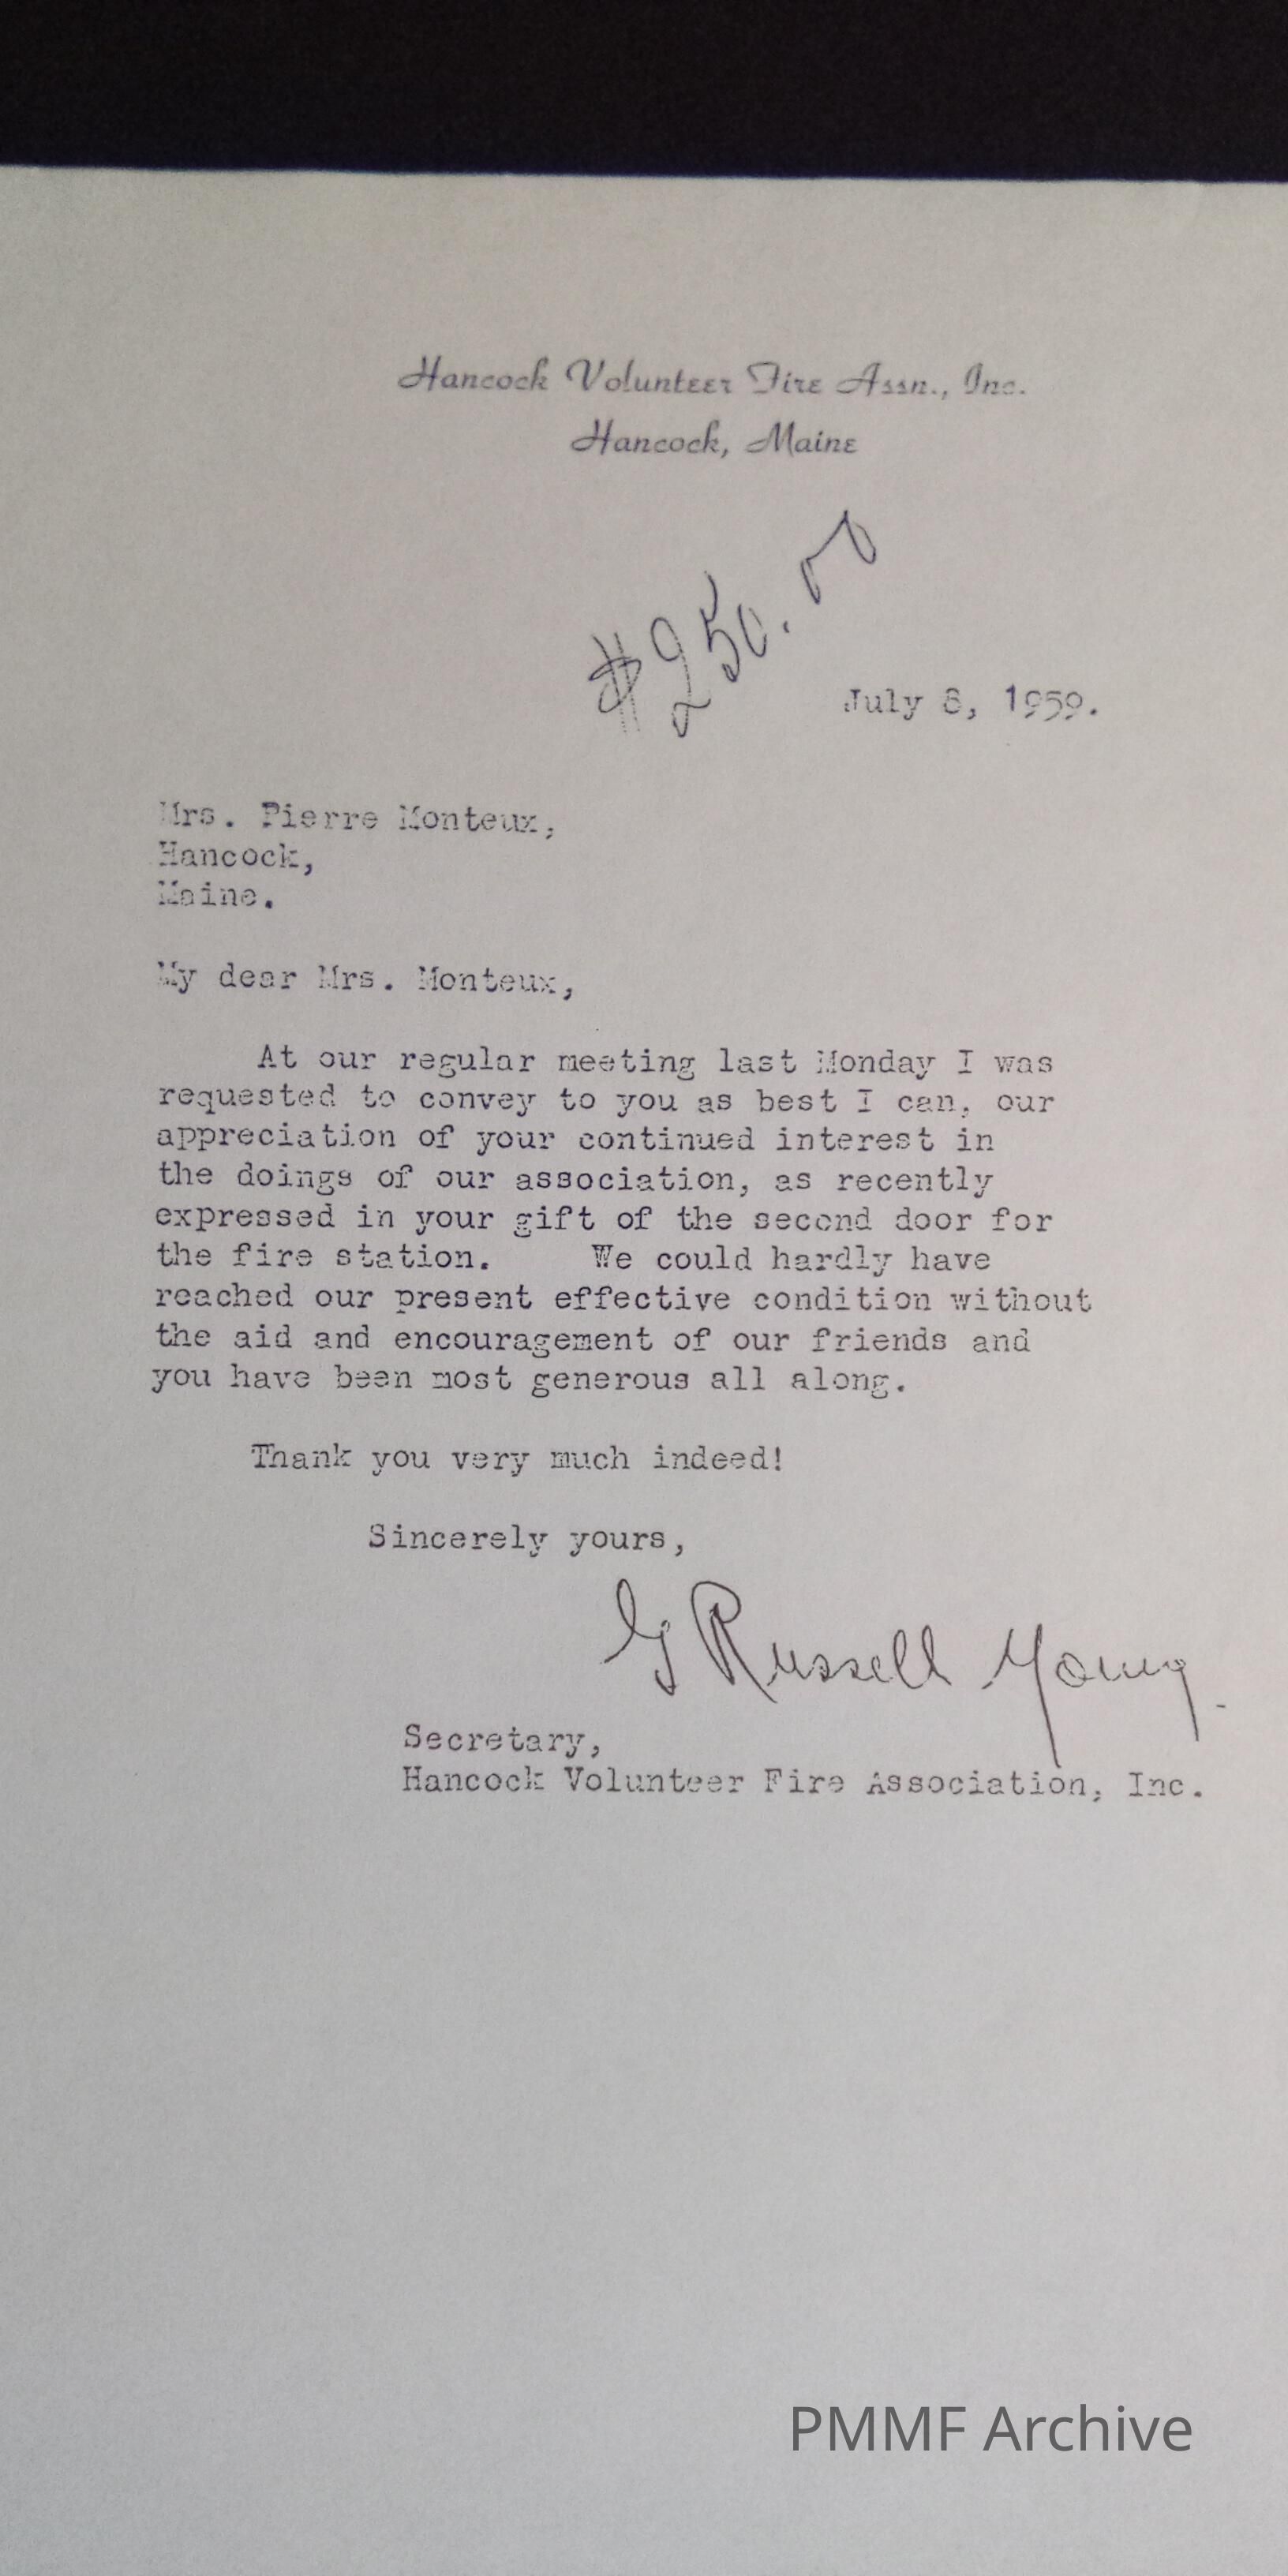 Hancock Volunteer Fire Assn., Inc.
Hancock, Maine
$250.00
July 8, 1959.
Mrs. Pierre Monteux,
Hancock,
Maine.
My dear Mrs. Monteux,
At our regular meeting last Monday I was
requested to convey to you as best I can, our
appreciation of your continued interest in
the doings of our association, as recently
expressed in your gift of the second door for
the fire station. We could hardly have
reached our present effective condition without
the aid and encouragement of our friends and
you have been most generous all along.
Thank you very much indeed!
Sincerely yours,
G Russell Young.
Secretary,
Hancock Volunteer Fire Association, Inc.
PMMF Archive